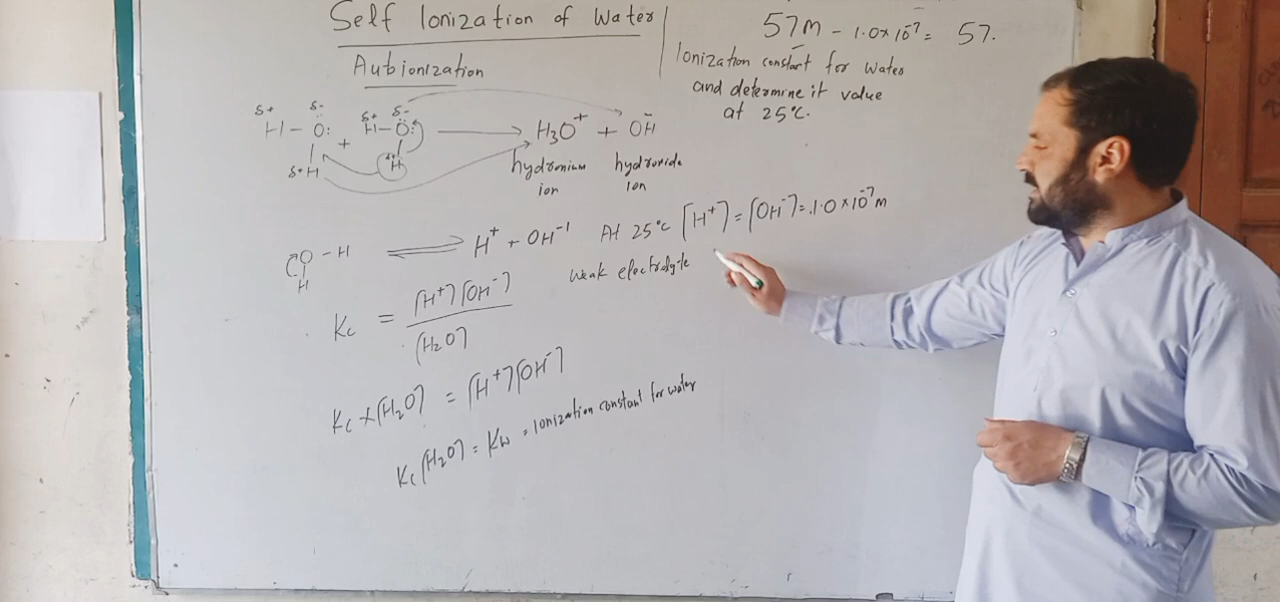 Self Ionization of Water
Autoionization
57M - 1.0×10⁻⁷ = 57.
Ionization constant for water
and determine it value
at 25°C.
δ+ δ- δ+ δ-
H-O: + H-O: → H₃O⁺ + OH⁻
δ+H H
hydronium hydroxide
ion ion
O-H ⇌ H⁺ + OH⁻¹
H
At 25°C [H⁺] = [OH⁻] = 1.0×10⁻⁷m
weak electrolyte
Kc = [H⁺][OH⁻]
[H₂O]
Kc × [H₂O] = [H⁺][OH⁻]
Kc [H₂O] = Kw = Ionization constant for water